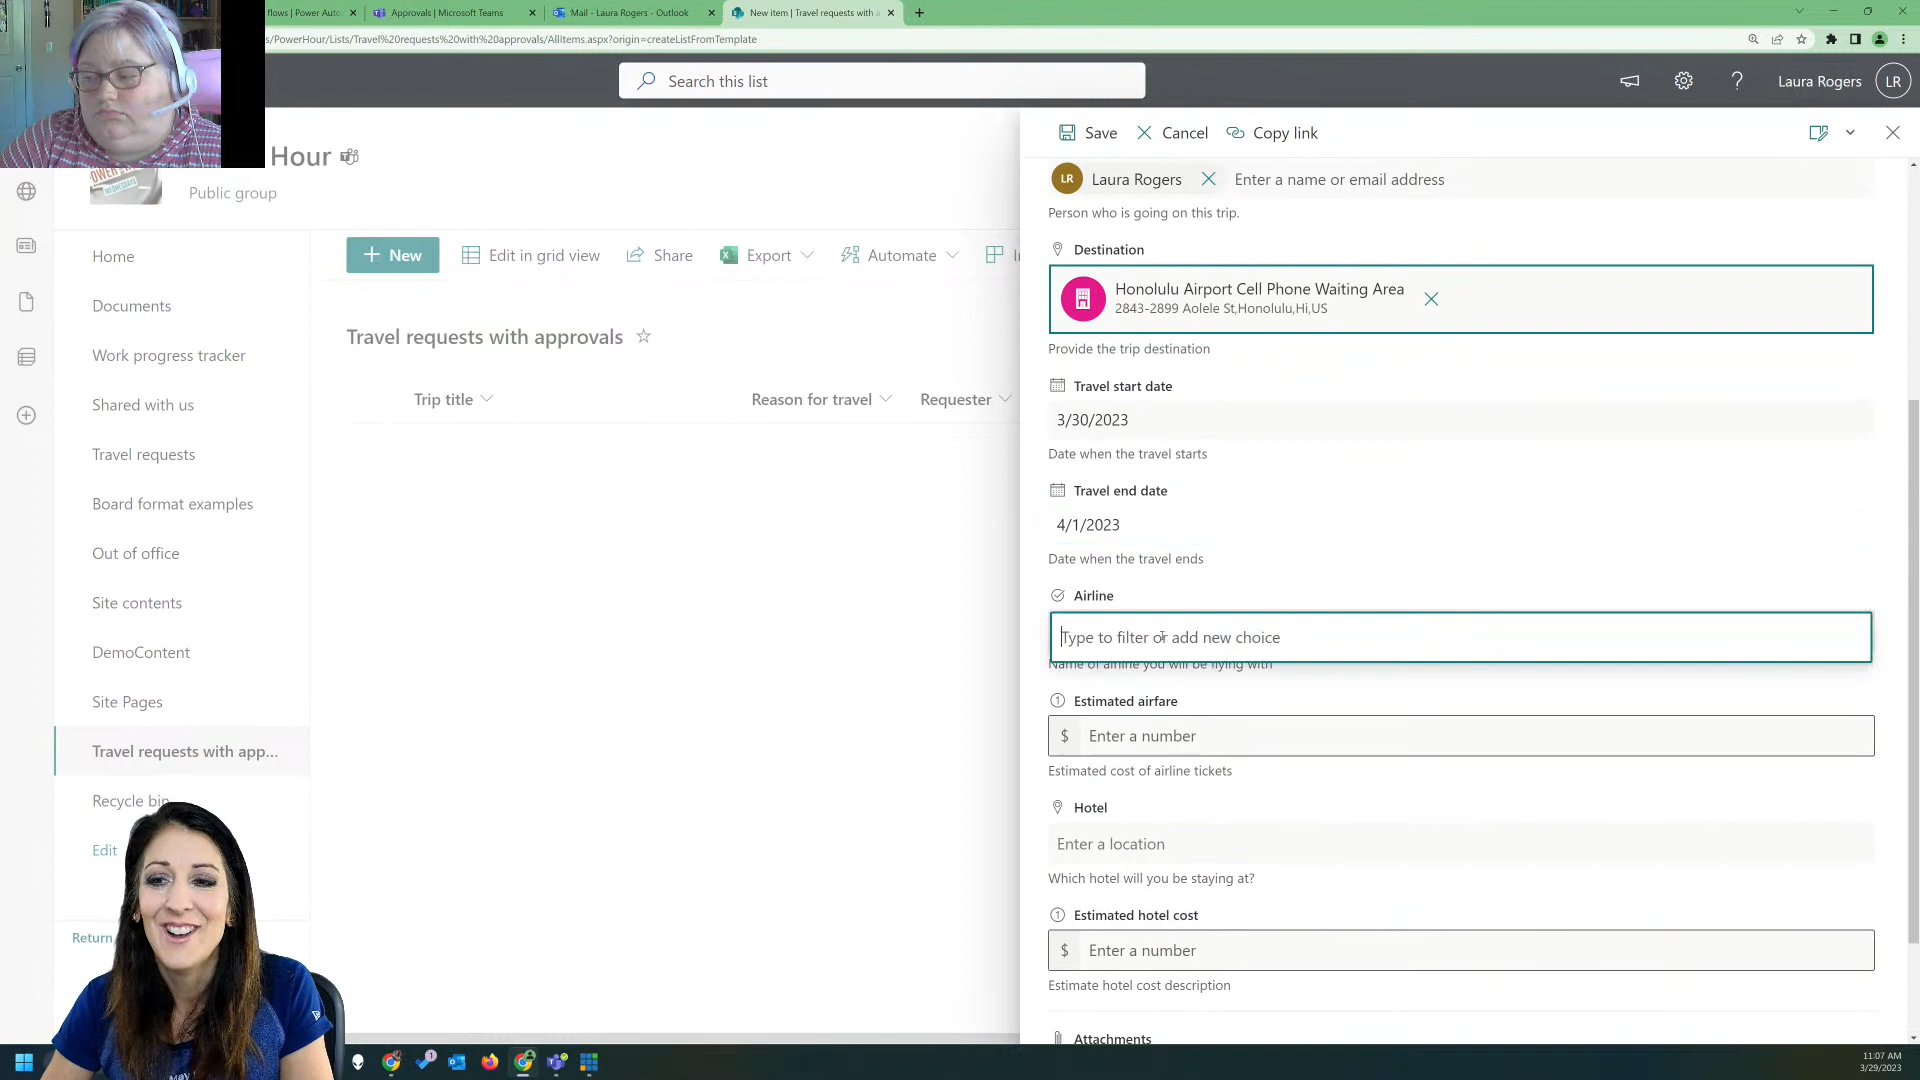 flows | Power Auto
Approvals | Microsoft Teams
Mail - Laura Rogers - Outlook
New item | Travel requests with a
s/PowerHour/Lists/Travel%20requests%20with%20approvals/AllItems.aspx?origin=createListFromTemplate
Search this list
Laura Rogers
LR
Save
Cancel
Copy link
Hour
Public group
LR
Laura Rogers
Enter a name or email address
Person who is going on this trip.
Home
Documents
Work progress tracker
Shared with us
Travel requests
Board format examples
Out of office
Site contents
DemoContent
Site Pages
Travel requests with app...
Recycle bin
Edit
Return
New
Edit in grid view
Share
Export
Automate
Travel requests with approvals
Trip title
Reason for travel
Requester
Destination
Honolulu Airport Cell Phone Waiting Area
2843-2899 Aolele St,Honolulu,Hi,US
Provide the trip destination
Travel start date
3/30/2023
Date when the travel starts
Travel end date
4/1/2023
Date when the travel ends
Airline
Type to filter or add new choice
Name of airline you will be flying with
Estimated airfare
$ Enter a number
Estimated cost of airline tickets
Hotel
Enter a location
Which hotel will you be staying at?
Estimated hotel cost
$ Enter a number
Estimate hotel cost description
Attachments
11:07 AM
3/29/2023